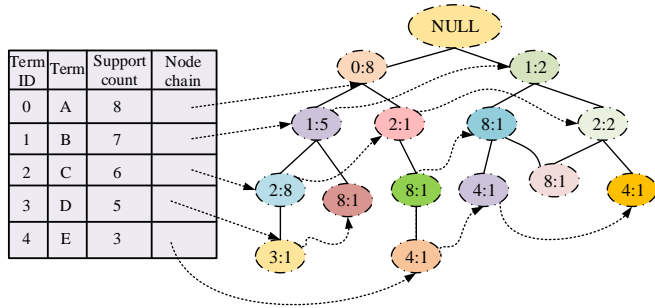 NULL
Term ID Term Support count Node chain
0 A 8
1 B 7
2 C 6
3 D 5
4 E 3
0:8 1:2
1:5 2:1 8:1 2:2
2:8 8:1 8:1 4:1 8:1 4:1
3:1 4:1